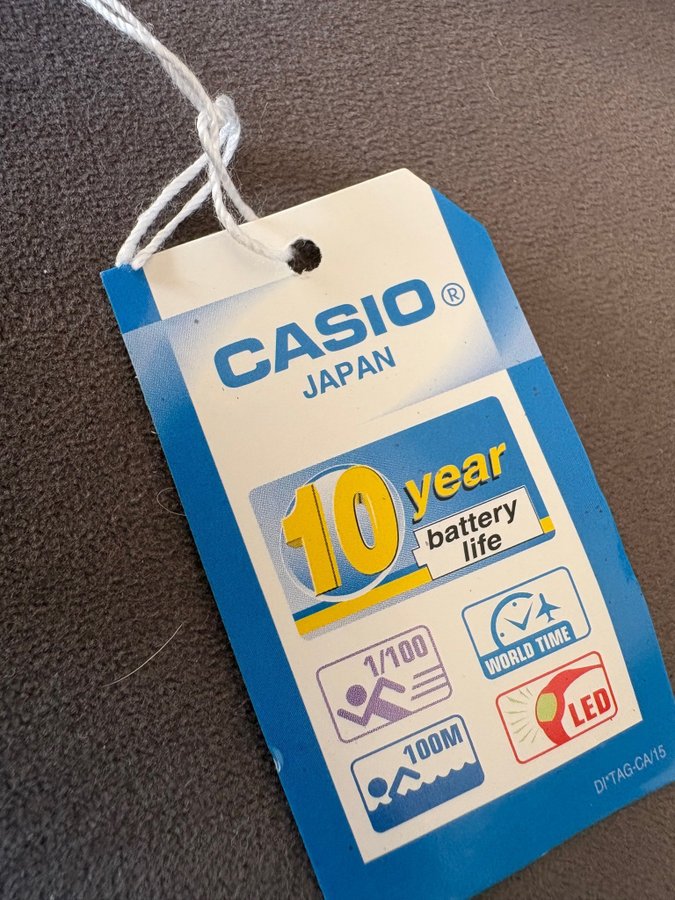 CASIO®
JAPAN
10 year
battery
life
1/100
WORLD TIME
100M
LED
DI*TAG-CA/15